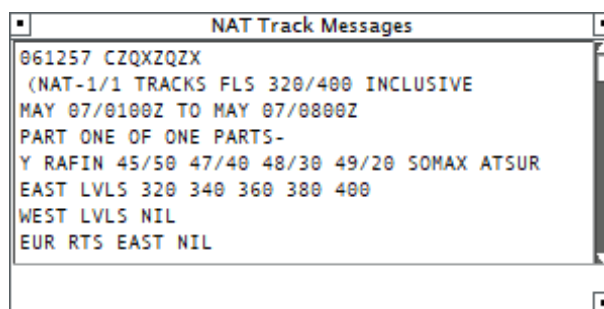 NAT Track Messages
061257 CZQXZQZX
(NAT-1/1 TRACKS FLS 320/400 INCLUSIVE
MAY 07/0100Z TO MAY 07/0800Z
PART ONE OF ONE PARTS-
Y RAFIN 45/50 47/40 48/30 49/20 SOMAX ATSUR
EAST LVLS 320 340 360 380 400
WEST LVLS NIL
EUR RTS EAST NIL